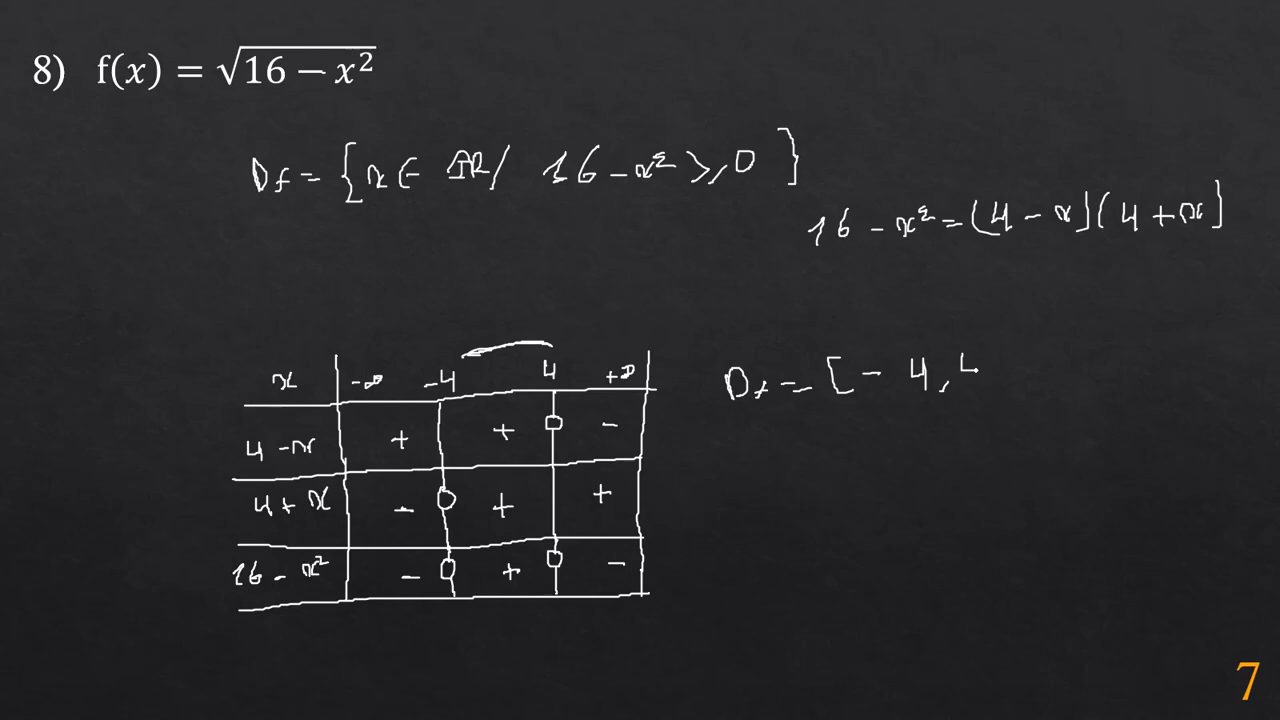 8) f(x) = √16 − x²
Df = {x ∈ ℝ / 16 − x² ⩾ 0}
16 − x² = (4 − x)(4 + x)
x −∞ −4 4 +∞
Df = [− 4, 4
4 − x + + 0 −
4 + x − 0 + +
16 − x² − 0 + 0 −
7